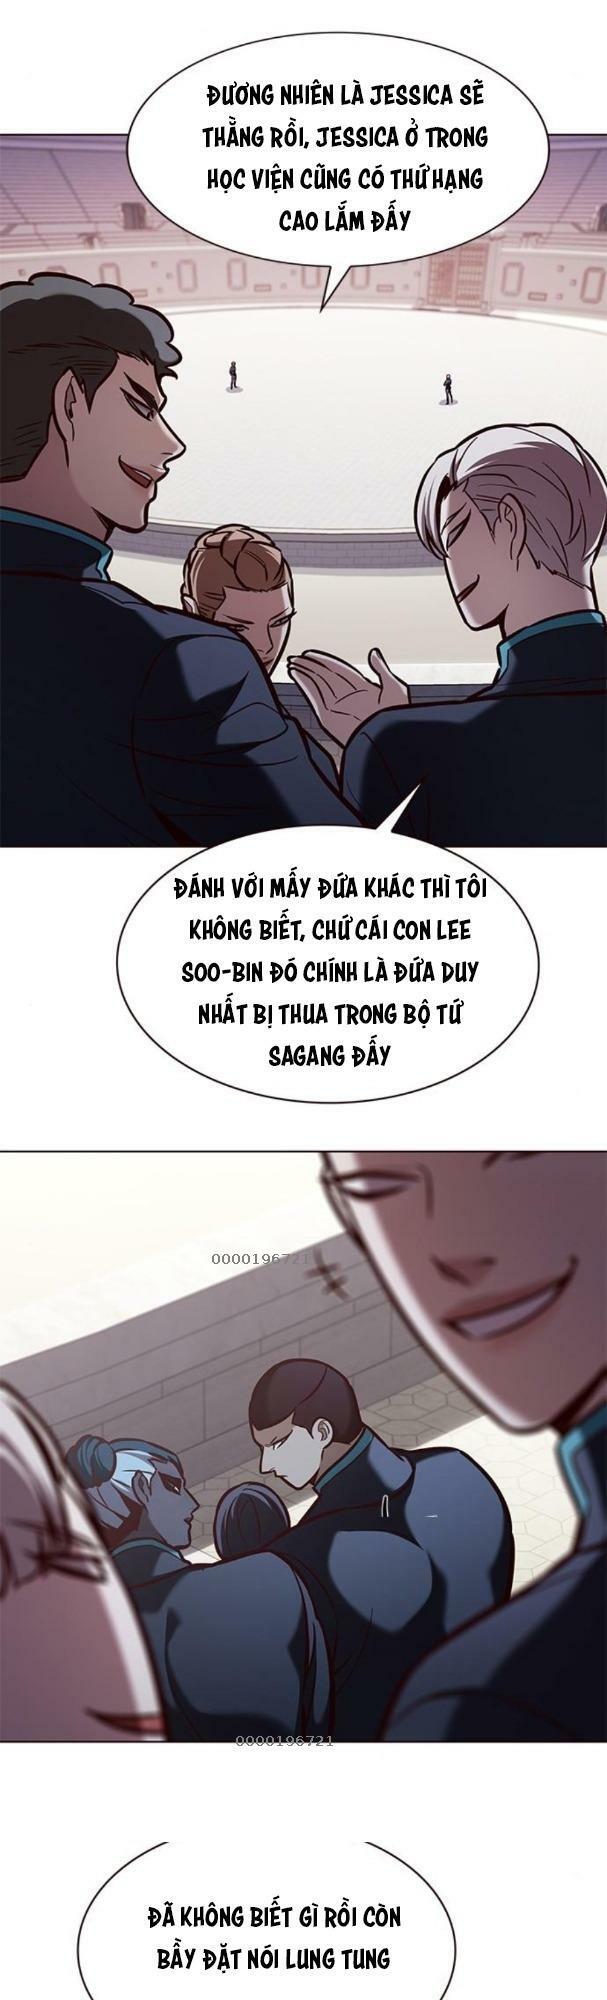 ĐƯƠNG NHIÊN LÀ JESSICA SẼ
THẮNG RỒI, JESSICA Ở TRONG
HỌC VIỆN CŨNG CÓ THỨ HẠNG
CAO LẮM ĐẤY
ĐÁNH VỚI MẤY ĐỨA KHÁC THÌ TÔI
KHÔNG BIẾT, CHỨ CÁI CON LEE
SOO-BIN ĐÓ CHÍNH LÀ ĐỨA DUY
NHẤT BỊ THUA TRONG BỘ TỨ
SAGANG ĐẤY
0000196721
0000196721
ĐÃ KHÔNG BIẾT GÌ RỒI CÒN
BẦY ĐẶT NÓI LUNG TUNG